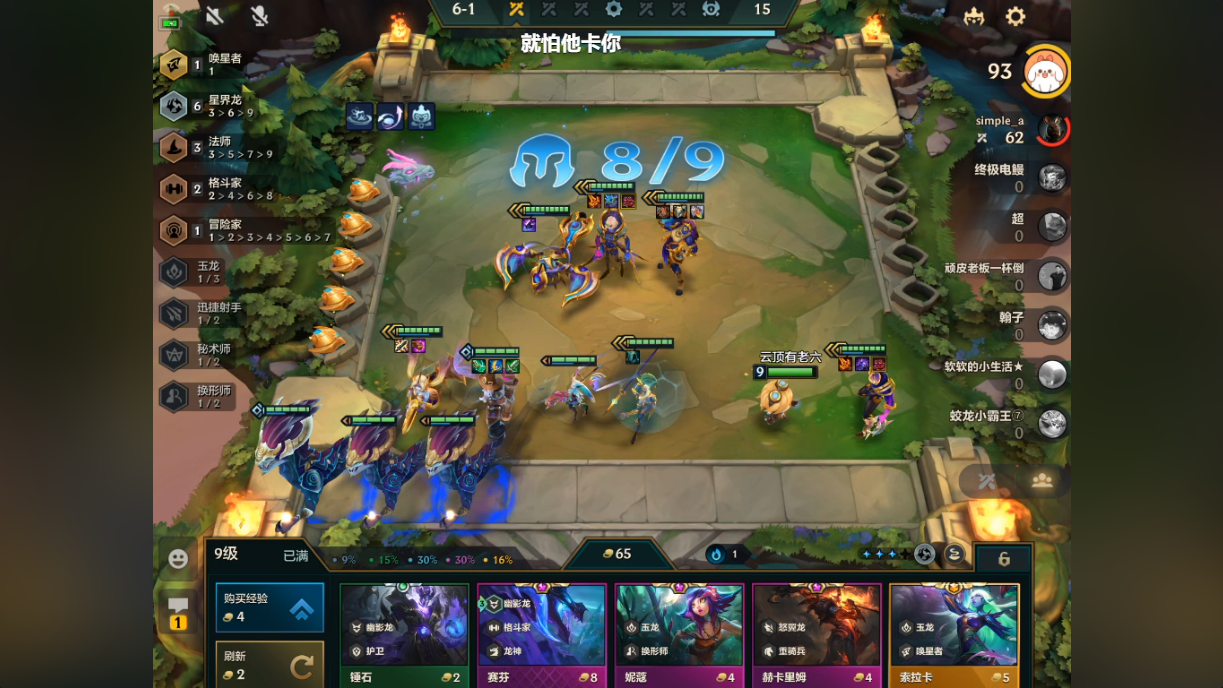 6-1
15
就怕他卡你
1
唤星者
1
6
星界龙
3 > 6 > 9
3
法师
3 > 5 > 7 > 9
2
格斗家
2 > 4 > 6 > 8
1
冒险家
1 > 2 > 3 > 4 > 5 > 6 > 7
玉龙
1 / 3
迅捷射手
1 / 2
秘术师
1 / 2
换形师
1 / 2
8/9
93
simple_a
62
终极电鳗
0
超
0
顽皮老板一杯倒
0
翰子
0
软软的小生活★
0
蛟龙小霸王⑦
0
云顶有老六
9
9级
已满
9%
15%
30%
30%
16%
65
1
6
购买经验
4
刷新
2
1
幽影龙
护卫
锤石
2
3
幽影龙
格斗家
龙神
赛芬
8
玉龙
换形师
妮蔻
4
怒翼龙
重骑兵
赫卡里姆
4
玉龙
唤星者
索拉卡
5